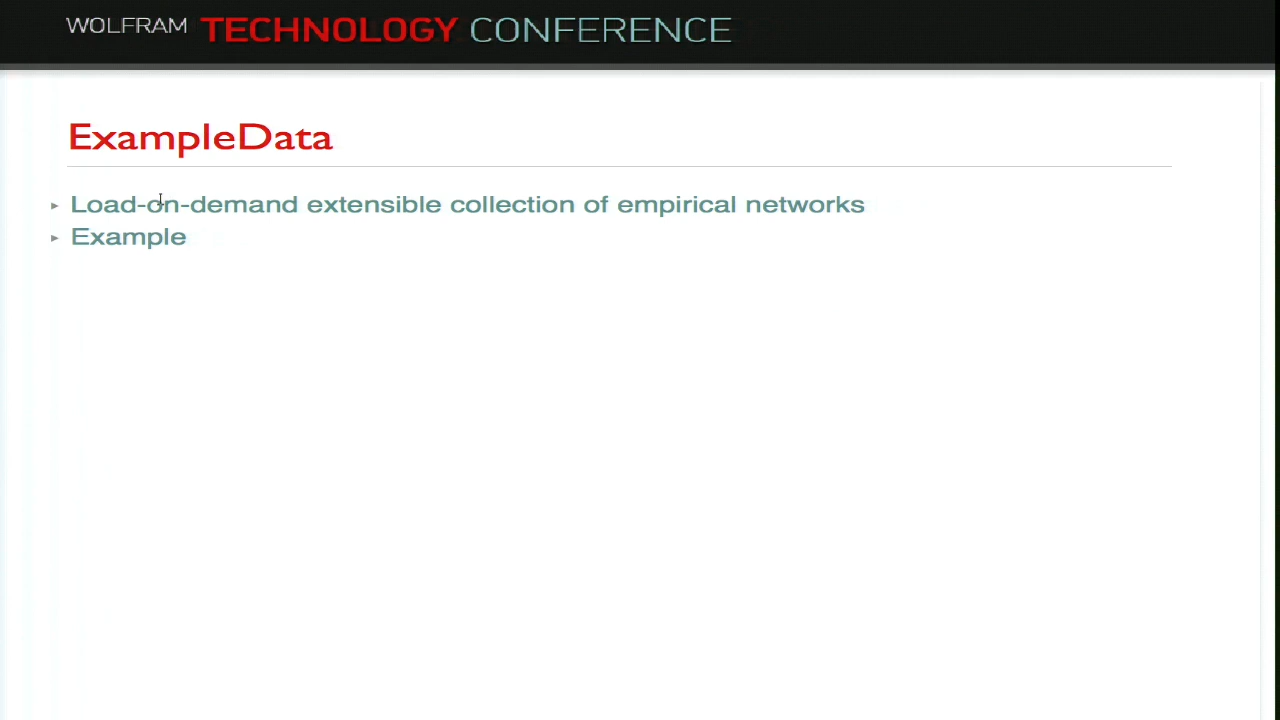 WOLFRAM TECHNOLOGY CONFERENCE
ExampleData
Load-on-demand extensible collection of empirical networks
Example